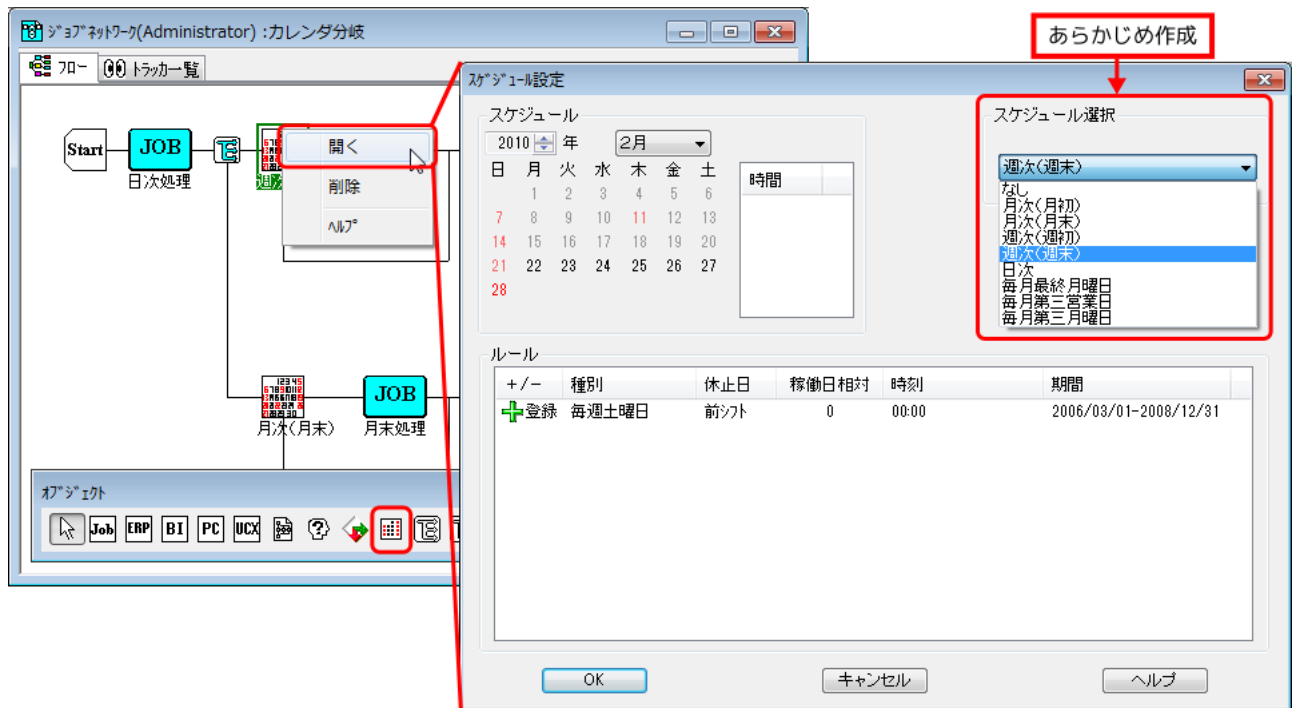 ｼﾞｮﾌﾞﾈｯﾄﾜｰｸ(Administrator) :カレンダ分岐
あらかじめ作成
ﾌﾛｰ
ﾄﾗｯｶ一覧
Start
JOB
日次処理
開く
削除
ﾍﾙﾌﾟ
月次(月末)
JOB
月末処理
ｵﾌﾞｼﾞｪｸﾄ
Job ERP BI PC UCX
ｽｹｼﾞｭｰﾙ設定
スケジュール
2010 年 2月
日 月 火 水 木 金 土
1 2 3 4 5 6
7 8 9 10 11 12 13
14 15 16 17 18 19 20
21 22 23 24 25 26 27
28
時間
スケジュール選択
週次(週末)
なし
月次(月初)
月次(月末)
週次(週初)
週次(週末)
日次
毎月最終月曜日
毎月第三営業日
毎月第三月曜日
ルール
+/- 種別 休止日 稼働日相対 時刻 期間
登録 毎週土曜日 前ｼﾌﾄ 0 00:00 2006/03/01-2008/12/31
OK
キャンセル
ヘルプ